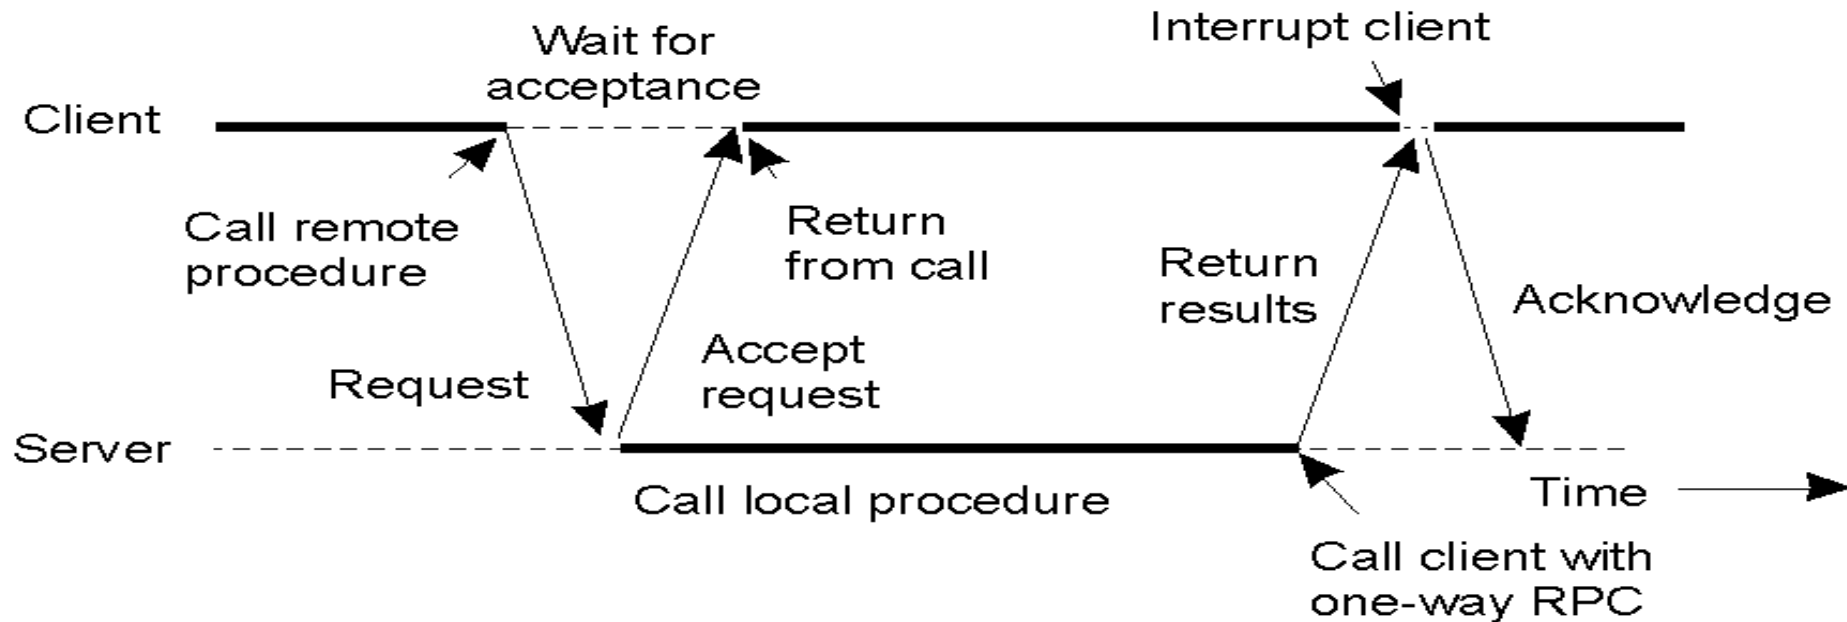 Interrupt client
Wait for
acceptance
Client
Call remote
procedure
Return
from call
Return
results
Acknowledge
Accept
request
Request
Server
Call local procedure
Time
Call client with
one-way RPC